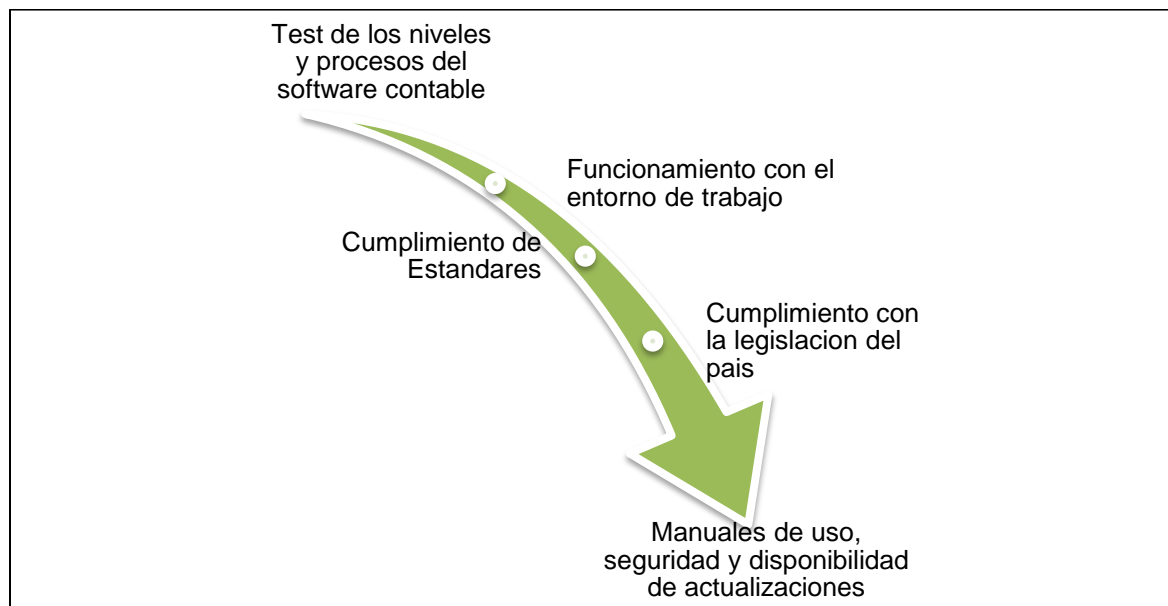 Test de los niveles
y procesos del
software contable
Funcionamiento con el
entorno de trabajo
Cumplimiento de
Estandares
Cumplimiento con
la legislacion del
pais
Manuales de uso,
seguridad y disponibilidad
de actualizaciones